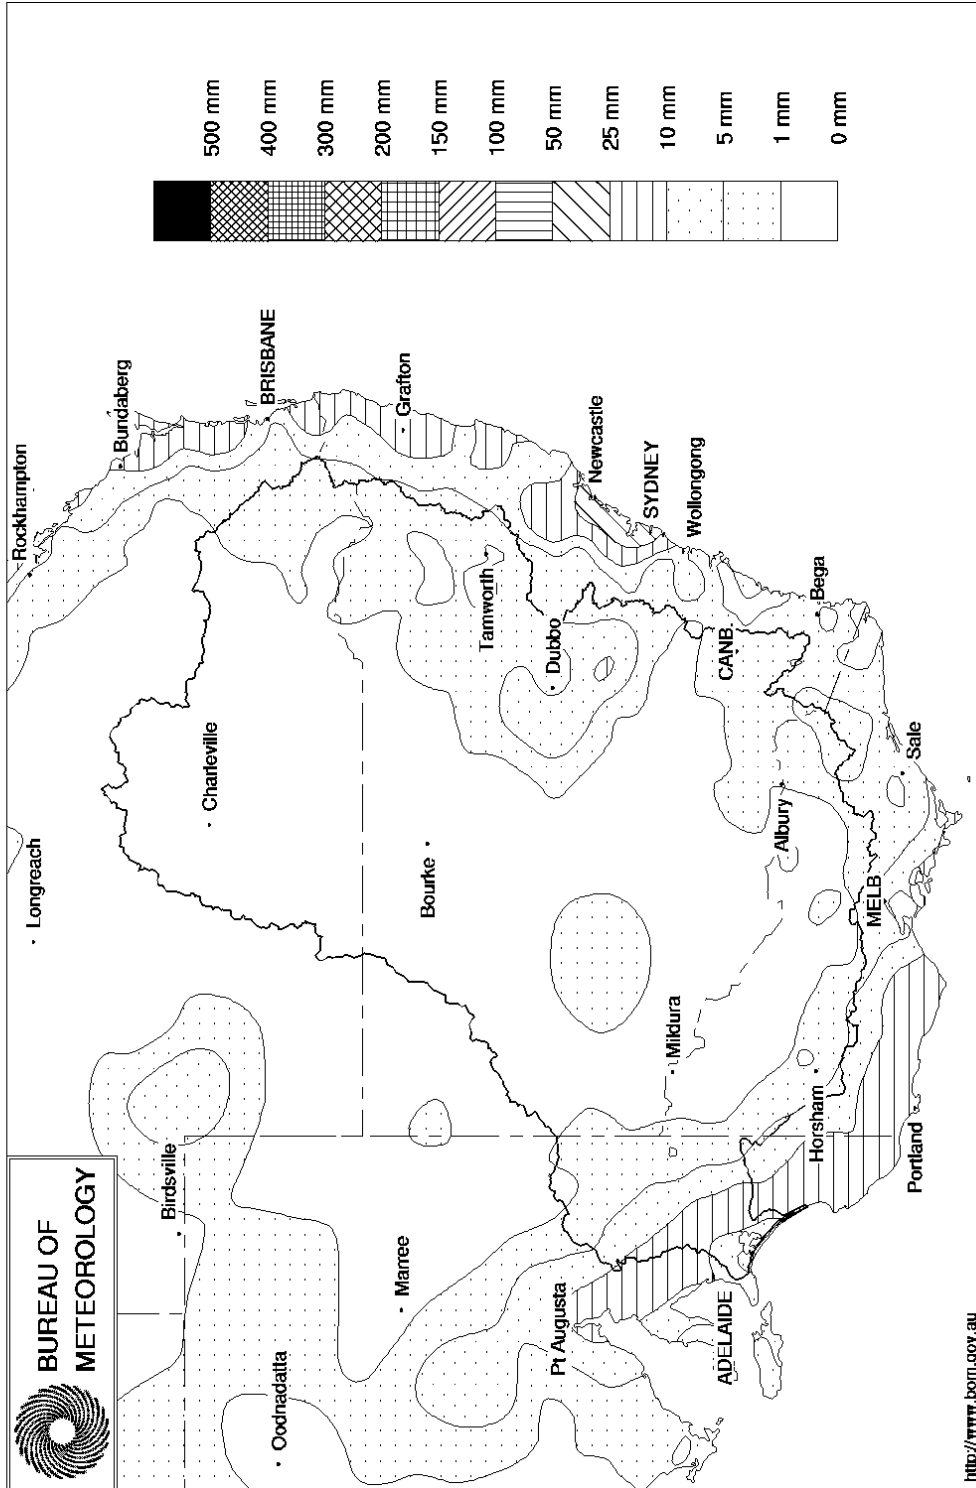 BUREAU OF
METEOROLOGY
500 mm
400 mm
300 mm
200 mm
150 mm
100 mm
50 mm
25 mm
10 mm
5 mm
1 mm
0 mm
Rockhampton
Bundaberg
BRISBANE
Grafton
Newcastle
SYDNEY
Wollongong
Bega
Tamworth
Dubbo
CANB
Sale
Albury
MELB
Longreach
Charleville
Bourke
Mildura
Horsham
Portland
Birdsville
Marree
Oodnadatta
Pt Augusta
ADELAIDE
http://www.bom.gov.au